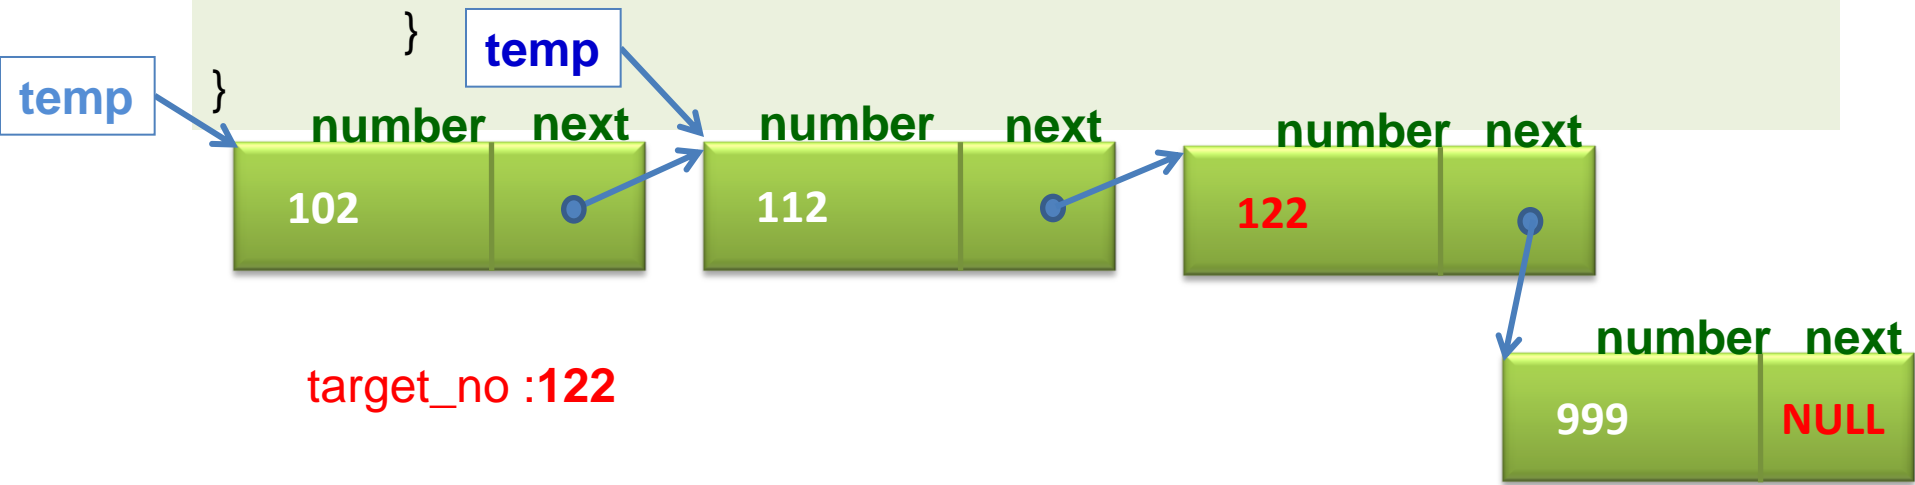 }
temp
}
temp
number next
number next
number next
102
112
122
number next
target_no :122
999
NULL